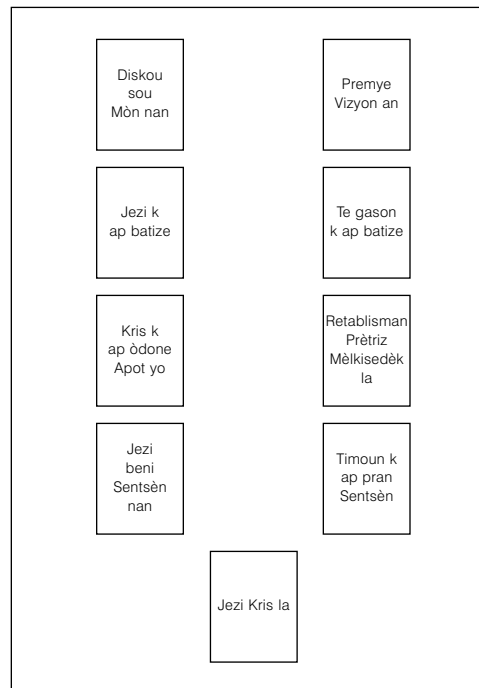 Diskou
sou
Mòn nan
Premye
Vizyon an
Jezi k
ap batize
Te gason
k ap batize
Kris k
ap òdone
Apot yo
Retablisman
Prètriz
Mèlkisedèk
la
Jezi
beni
Sentsèn
nan
Timoun k
ap pran
Sentsèn
Jezi Kris la